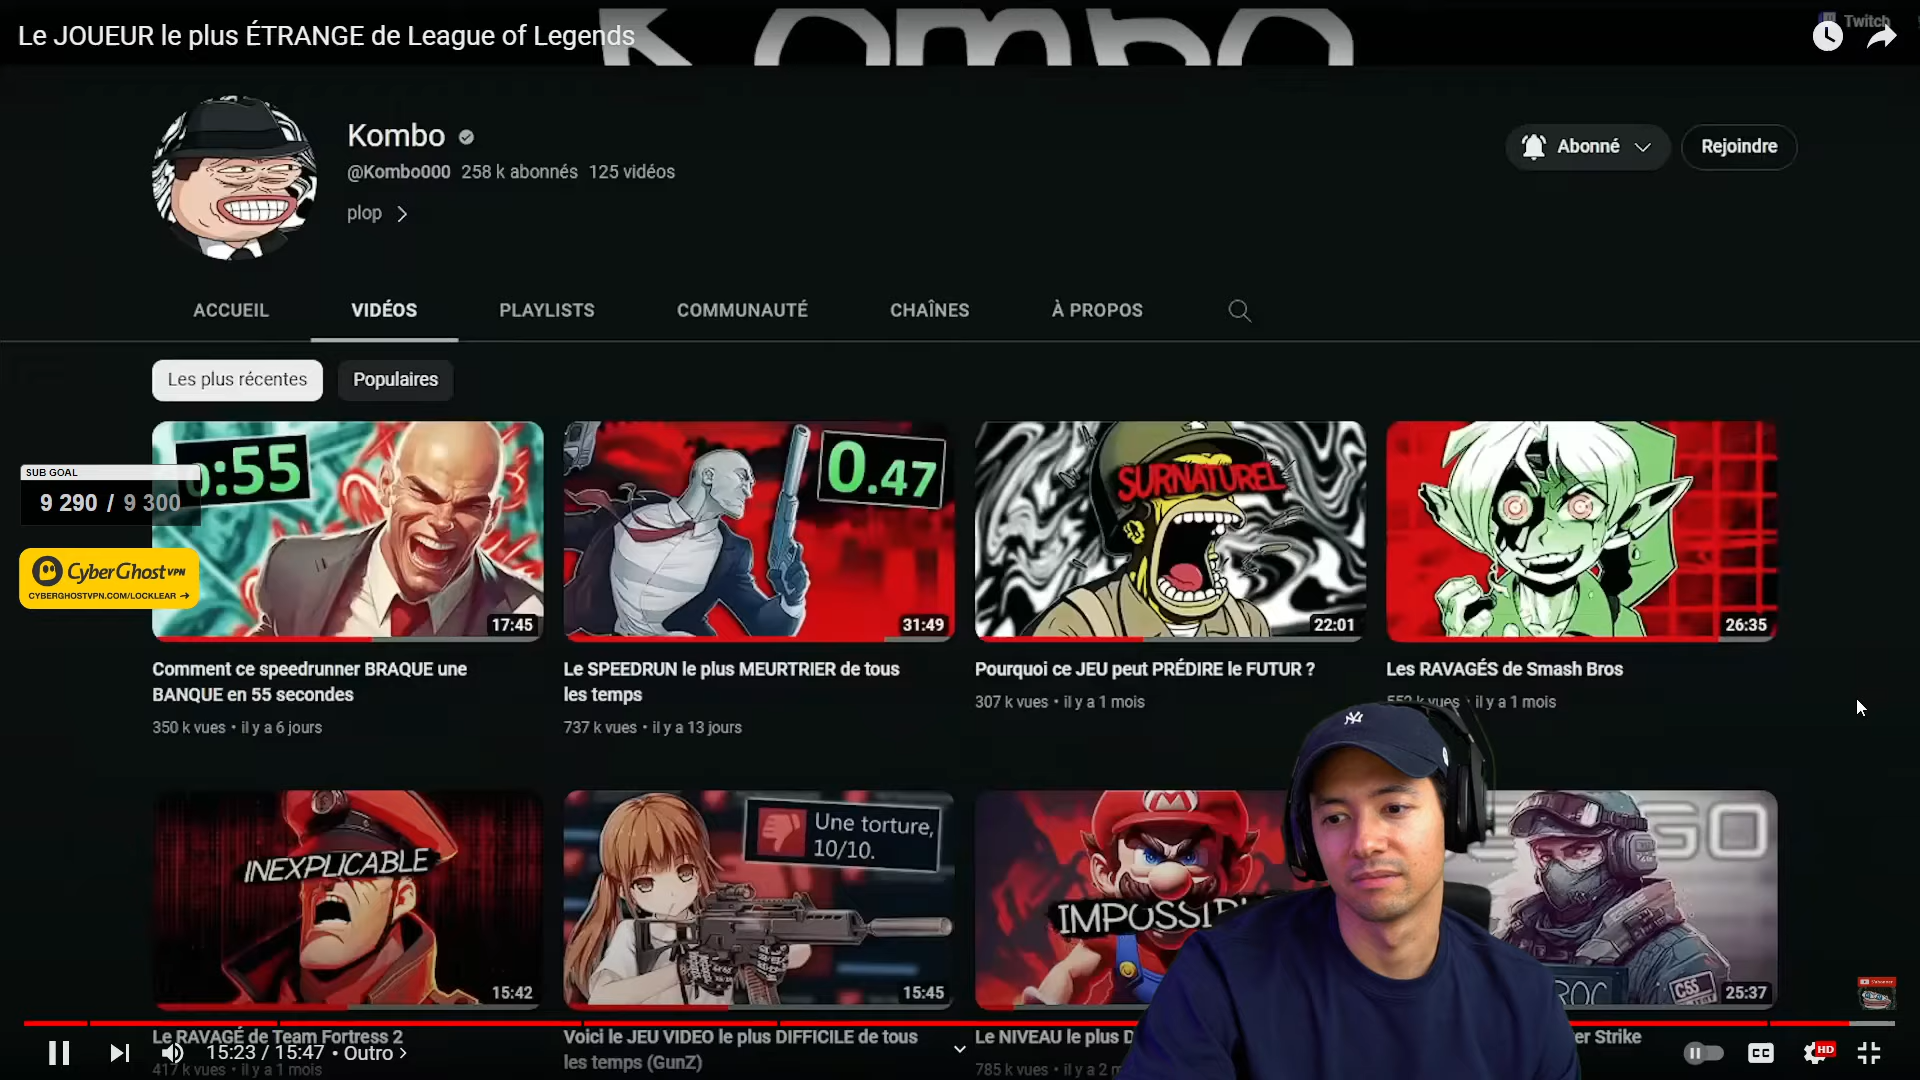 Le JOUEUR le plus ÉTRANGE de League of Legends
Kombo
Twitch
Kombo
@Kombo000 258 k abonnés 125 vidéos
plop
Abonné
Rejoindre
ACCUEIL VIDÉOS PLAYLISTS COMMUNAUTÉ CHAÎNES À PROPOS
Les plus récentes Populaires
0:55
17:45
0.47
31:49
SURNATUREL
22:01
26:35
SUB GOAL
9 290 / 9 300
CyberGhost VPN
CYBERGHOSTVPN.COM/LOCKLEAR
Comment ce speedrunner BRAQUE une
BANQUE en 55 secondes
350 k vues • il y a 6 jours
Le SPEEDRUN le plus MEURTRIER de tous
les temps
737 k vues • il y a 13 jours
Pourquoi ce JEU peut PRÉDIRE le FUTUR ?
307 k vues • il y a 1 mois
Les RAVAGÉS de Smash Bros
k vues • il y a 1 mois
INEXPLICABLE
15:42
Une torture,
10/10.
15:45
IMPOSSI
GO
CSS
25:37
Le RAVAGÉ de Team Fortress 2
417 k vues • il y a 1 mois
Voici le JEU VIDEO le plus DIFFICILE de tous
les temps (GunZ)
Le NIVEAU le plus D
785 k vues • il y a 2 m
er Strike
15:23 / 15:47 • Outro
CC
HD